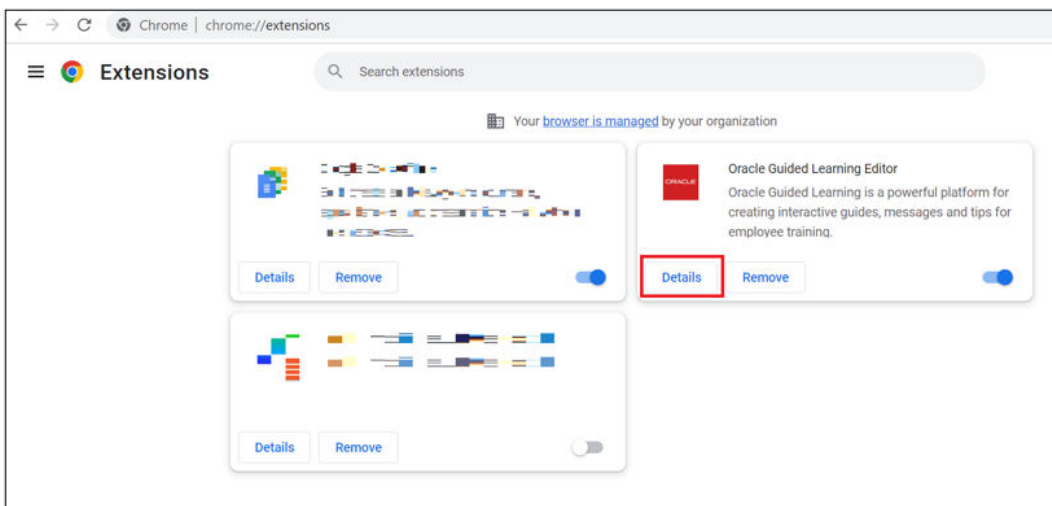 Chrome | chrome://extensions
Extensions
Search extensions
Your browser is managed by your organization
ORACLE
Oracle Guided Learning Editor
Oracle Guided Learning is a powerful platform for
creating interactive guides, messages and tips for
employee training.
Details
Remove
Details
Remove
Details
Remove